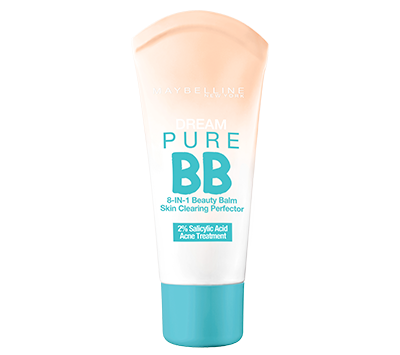 MAYBELLINE
NEW YORK
DREAM
PURE
BB
8-IN-1 Beauty Balm
Skin Clearing Perfector
2% Salicylic Acid
Acne Treatment